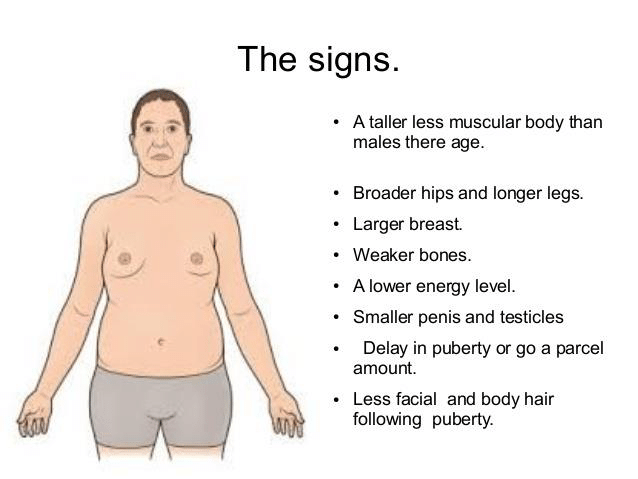 The signs.
• A taller less muscular body than
males there age.
• Broader hips and longer legs.
• Larger breast.
• Weaker bones.
• A lower energy level.
• Smaller penis and testicles
• Delay in puberty or go a parcel
amount.
• Less facial and body hair
following puberty.